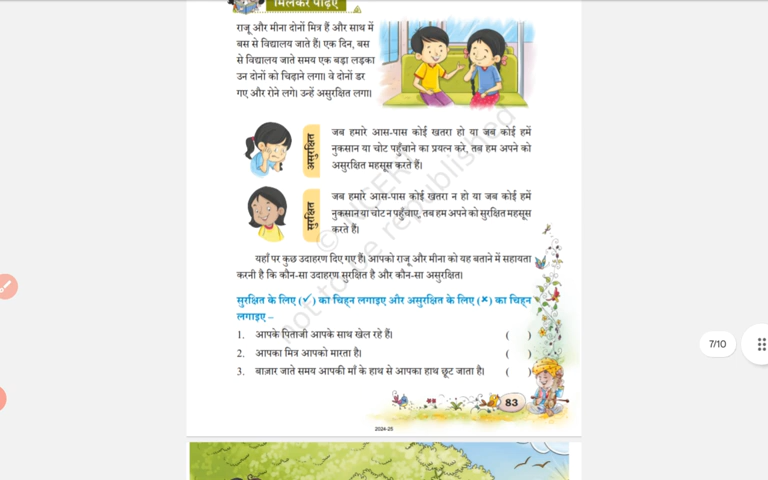 मिलकर पढ़िए
राजू और मीना दोनों मित्र हैं और साथ में
बस से विद्यालय जाते हैं। एक दिन, बस
से विद्यालय जाते समय एक बड़ा लड़का
उन दोनों को चिढ़ाने लगा। वे दोनों डर
गए और रोने लगे। उन्हें असुरक्षित लगा।
असुरक्षित
जब हमारे आस-पास कोई खतरा हो या जब कोई हमें
नुकसान या चोट पहुँचाने का प्रयत्न करे, तब हम अपने को
असुरक्षित महसूस करते हैं।
सुरक्षित
जब हमारे आस-पास कोई खतरा न हो या जब कोई हमें
नुकसान या चोट न पहुँचाए, तब हम अपने को सुरक्षित महसूस
करते हैं।
यहाँ पर कुछ उदाहरण दिए गए हैं। आपको राजू और मीना को यह बताने में सहायता
करनी है कि कौन-सा उदाहरण सुरक्षित है और कौन-सा असुरक्षित।
सुरक्षित के लिए (✓) का चिह्न लगाइए और असुरक्षित के लिए (×) का चिह्न
लगाइए –
1. आपके पिताजी आपके साथ खेल रहे हैं। ( )
2. आपका मित्र आपको मारता है। ( )
3. बाज़ार जाते समय आपकी माँ के हाथ से आपका हाथ छूट जाता है। ( )
83
2024-25
7/10
© NCERT
not to be republished